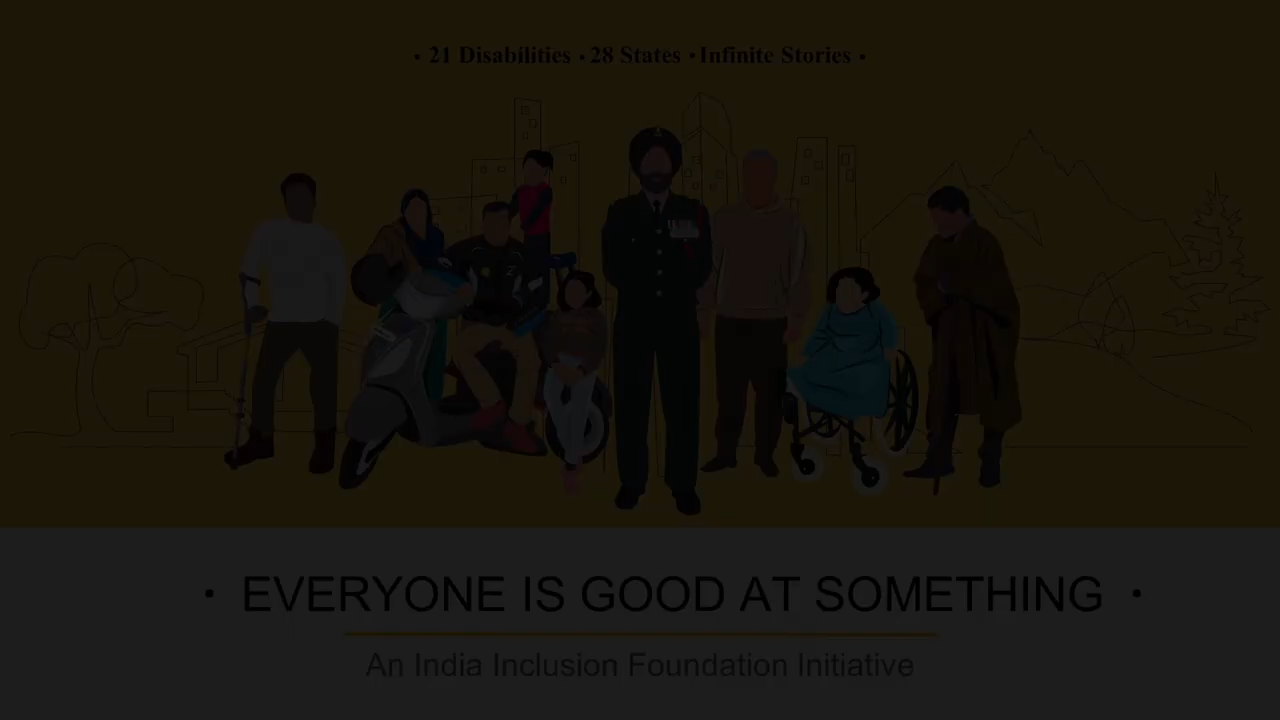 • 21 Disabilities • 28 States • Infinite Stories •
• EVERYONE IS GOOD AT SOMETHING •
An India Inclusion Foundation Initiative